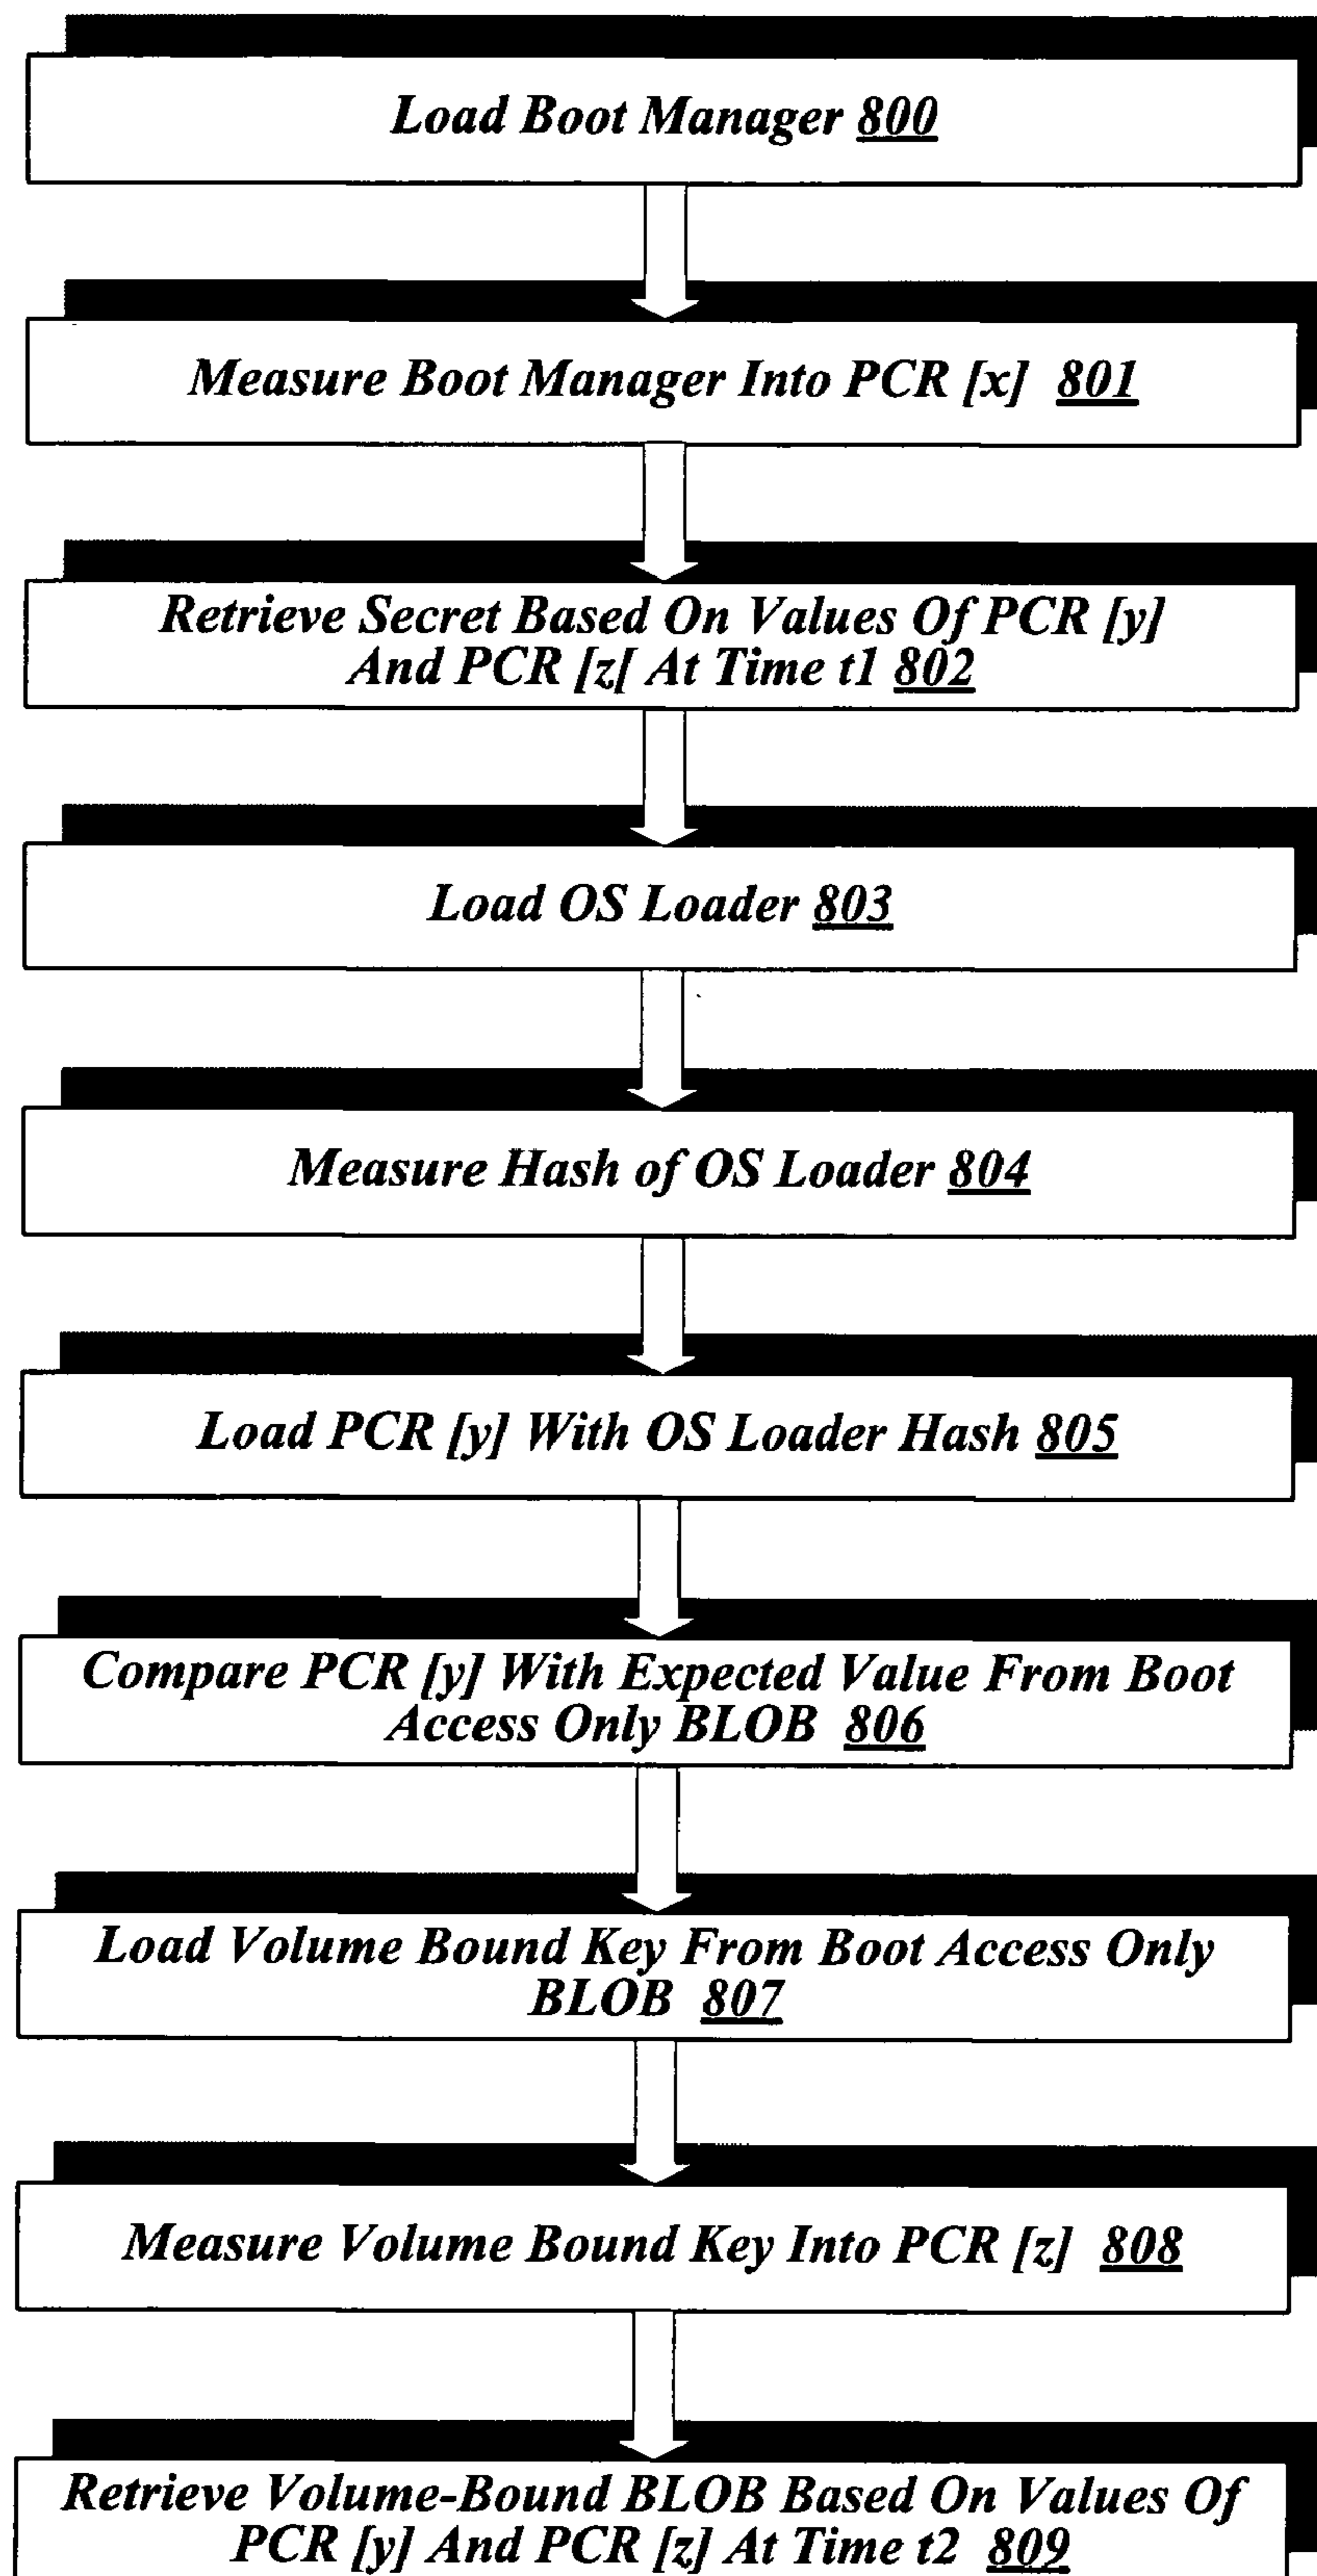 Load Boot Manager 800
Measure Boot Manager Into PCR [x] 801
Retrieve Secret Based On Values Of PCR [y]
And PCR [z[ At Time t1 802
Load OS Loader 803
Measure Hash of OS Loader 804
Load PCR [y] With OS Loader Hash 805
Compare PCR [y] With Expected Value From Boot
Access Only BLOB 806
Load Volume Bound Key From Boot Access Only
BLOB 807
Measure Volume Bound Key Into PCR [z] 808
Retrieve Volume-Bound BLOB Based On Values Of
PCR [y] And PCR [z] At Time t2 809